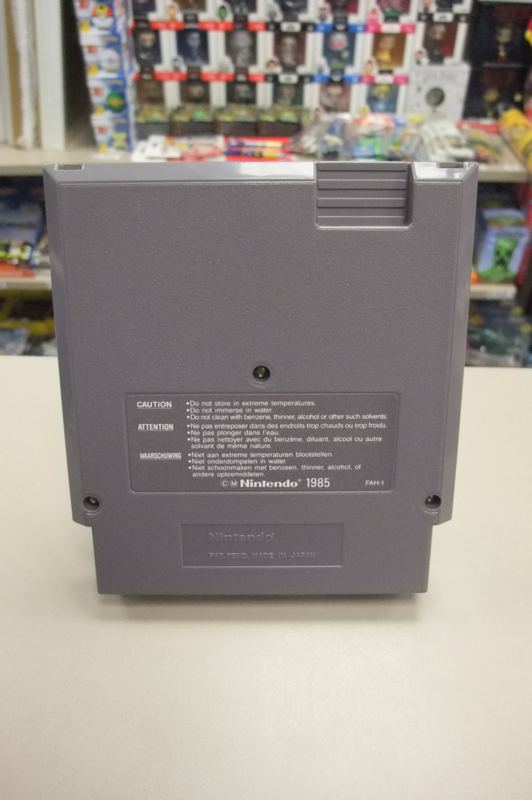 CAUTION •Do not store in extreme temperatures.
•Do not immerse in water
•Do not clean with benzene, thinner, alcohol or other such solvents.
ATTENTION •Ne pas entreposer dans des endroits trop chauds ou trop froids.
•Ne pas plonger dans l'eau.
•Ne pas nettoyer avec du benzène, diluant, alcool ou autre
solvant de même nature.
WAARSCHUWING •Niet aan extreme temperaturen blootstellen.
•Niet onderdompelen in water
•Niet schoonmaken met benzeen, thinner, alcohol, of
andere oplosmiddelen.
©Ⓜ Nintendo® 1985 FAH-1
Nintendo®
PAT. PEND. MADE IN JAPAN